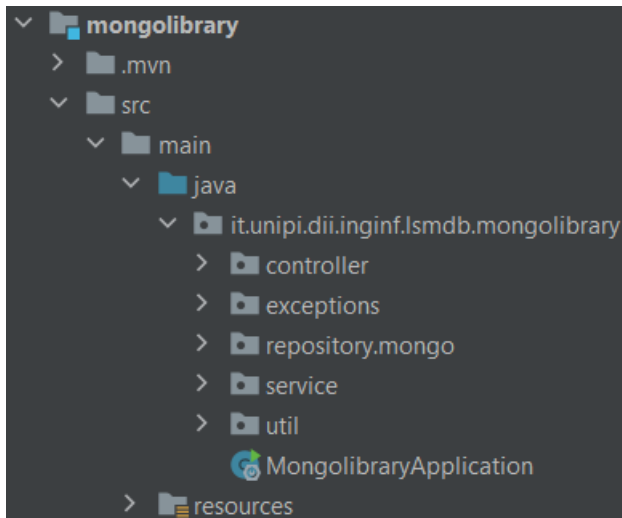 mongolibrary
.mvn
src
main
java
it.unipi.dii.inginf.lsmdb.mongolibrary
controller
exceptions
repository.mongo
service
util
MongolibraryApplication
resources